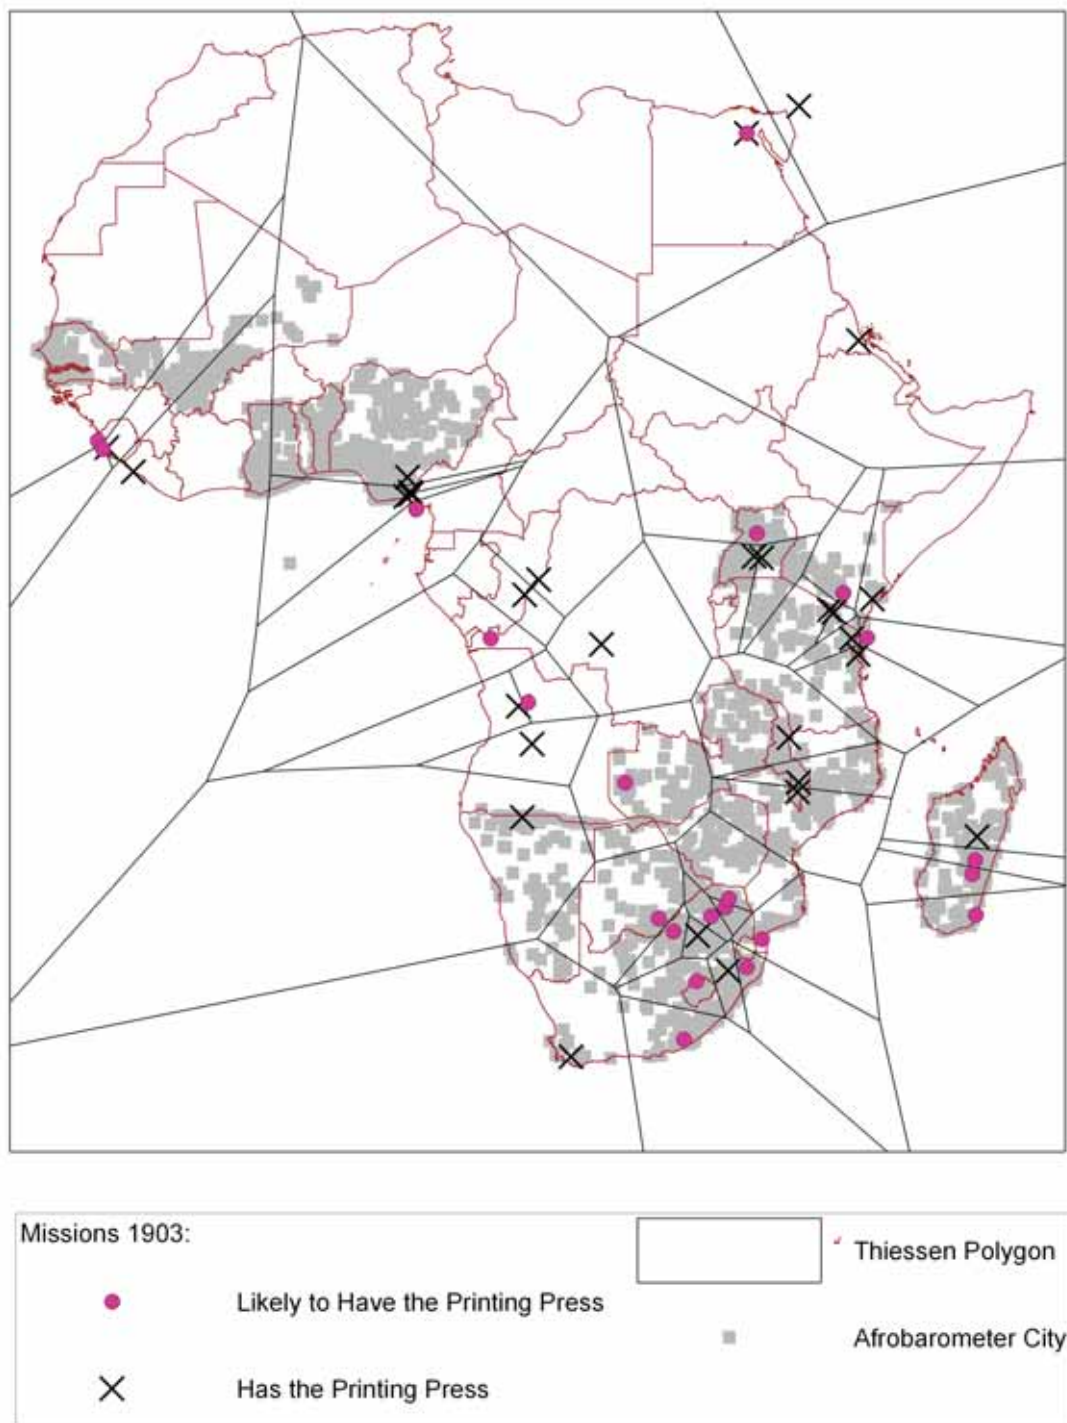 Missions 1903:
Likely to Have the Printing Press
Has the Printing Press
Thiessen Polygon
Afrobarometer City